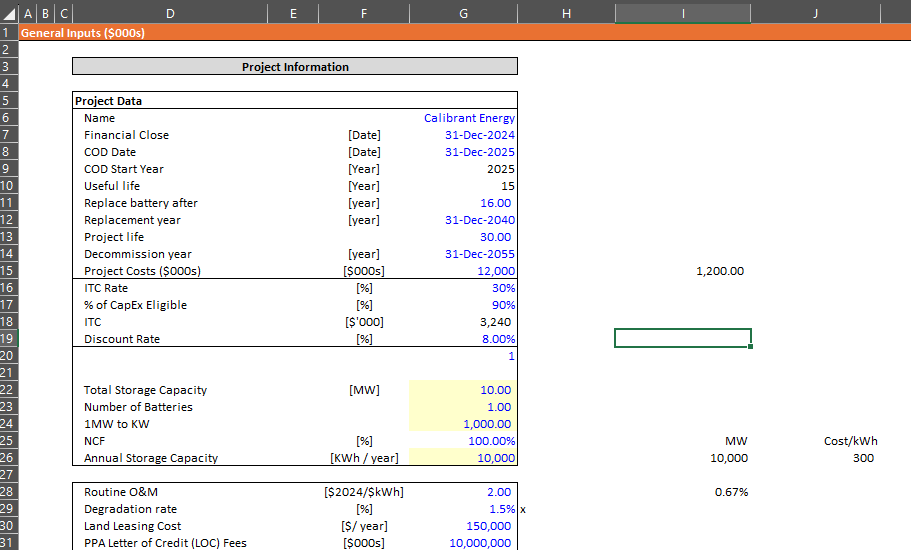 A B C D E F G H I J
1 General Inputs ($000s)
2
3 Project Information
4
5 Project Data
6 Name Calibrant Energy
7 Financial Close [Date] 31-Dec-2024
8 COD Date [Date] 31-Dec-2025
9 COD Start Year [Year] 2025
10 Useful life [Year] 15
11 Replace battery after [year] 16.00
12 Replacement year [year] 31-Dec-2040
13 Project life 30.00
14 Decommission year [year] 31-Dec-2055
15 Project Costs ($000s) [$000s] 12,000 1,200.00
16 ITC Rate [%] 30%
17 % of CapEx Eligible [%] 90%
18 ITC [$'000] 3,240
19 Discount Rate [%] 8.00%
20 1
21
22 Total Storage Capacity [MW] 10.00
23 Number of Batteries 1.00
24 1MW to KW 1,000.00
25 NCF [%] 100.00% MW Cost/kWh
26 Annual Storage Capacity [KWh / year] 10,000 10,000 300
27
28 Routine O&M [$2024/$kWh] 2.00 0.67%
29 Degradation rate [%] 1.5% x
30 Land Leasing Cost [$/ year] 150,000
31 PPA Letter of Credit (LOC) Fees [$000s] 10,000,000